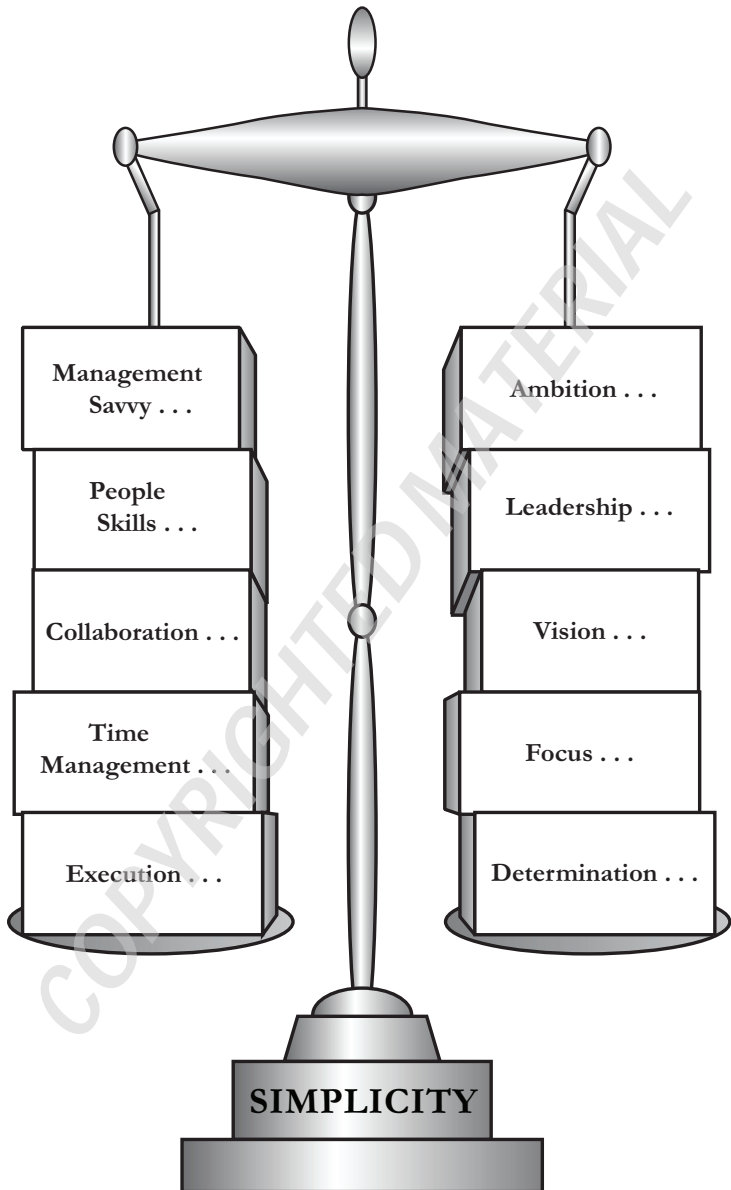 Management
Savvy . . .
People
Skills . . .
Collaboration . . .
Time
Management . . .
Execution . . .
Ambition . . .
Leadership . . .
Vision . . .
Focus . . .
Determination . . .
SIMPLICITY
COPYRIGHTED MATERIAL